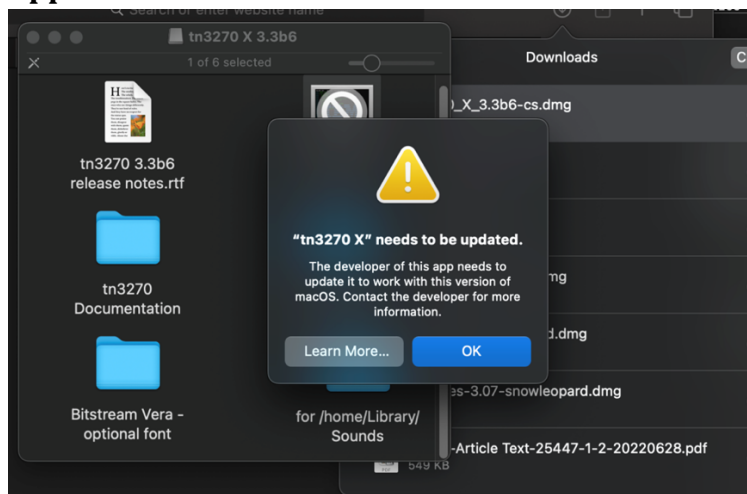 Search or enter website name
tn3270 X 3.3b6
1 of 6 selected
Downloads
_X_3.3b6-cs.dmg
tn3270 3.3b6
release notes.rtf
"tn3270 X" needs to be updated.
The developer of this app needs to
update it to work with this version of
macOS. Contact the developer for more
information.
Learn More...
OK
tn3270
Documentation
mg
d.dmg
es-3.07-snowleopard.dmg
Bitstream Vera -
optional font
for /home/Library/
Sounds
-Article Text-25447-1-2-20220628.pdf
549 KB